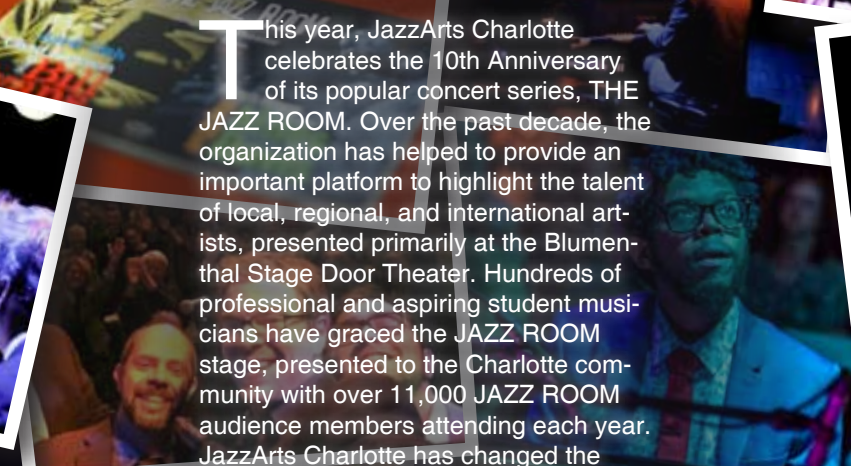 This year, JazzArts Charlotte
celebrates the 10th Anniversary
of its popular concert series, THE
JAZZ ROOM. Over the past decade, the
organization has helped to provide an
important platform to highlight the talent
of local, regional, and international art-
ists, presented primarily at the Blumen-
thal Stage Door Theater. Hundreds of
professional and aspiring student musi-
cians have graced the JAZZ ROOM
stage, presented to the Charlotte com-
munity with over 11,000 JAZZ ROOM
audience members attending each year.
JazzArts Charlotte has changed the